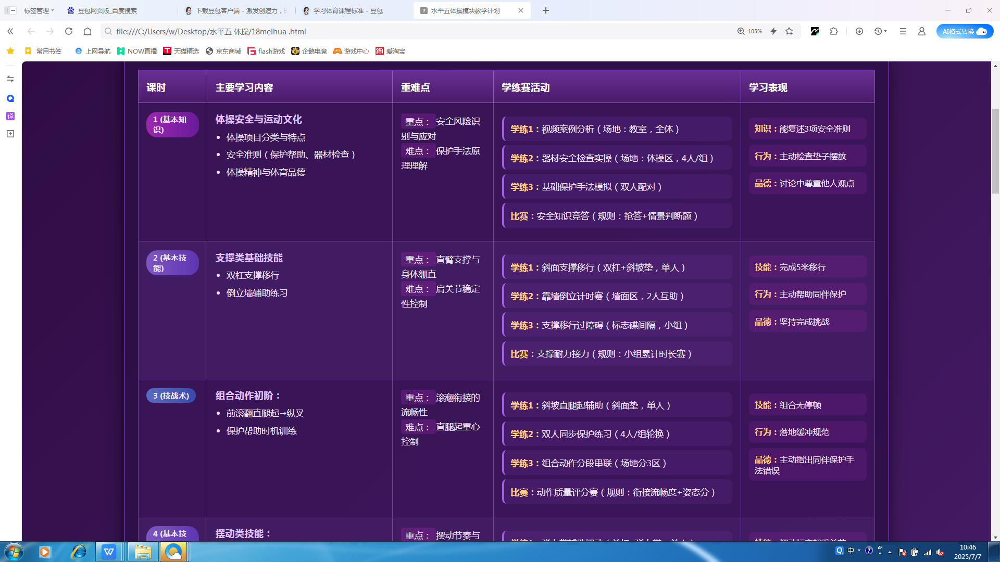 标签管理
豆包网页版_百度搜索
下载豆包客户端 - 激发创造力，
学习体育课程标准 - 豆包
水平五体操模块教学计划
file:///C:/Users/w/Desktop/水平五 体操/18meihua .html
105%
AI格式转换
常用书签
上网导航
NOW直播
天猫精选
京东商城
flash游戏
企鹅电竞
游戏中心
爱淘宝
译
课时
主要学习内容
重难点
学练赛活动
学习表现
1 (基本知
识)
体操安全与运动文化
• 体操项目分类与特点
• 安全准则（保护帮助、器材检查）
• 体操精神与体育品德
重点： 安全风险识
别与应对
难点： 保护手法原
理理解
学练1：视频案例分析（场地：教室，全体）
学练2：器材安全检查实操（场地：体操区，4人/组）
学练3：基础保护手法模拟（双人配对）
比赛：安全知识竞答（规则：抢答+情景判断题）
知识：能复述3项安全准则
行为：主动检查垫子摆放
品德：讨论中尊重他人观点
2 (基本技
能)
支撑类基础技能
• 双杠支撑移行
• 倒立墙辅助练习
重点： 直臂支撑与
身体绷直
难点： 肩关节稳定
性控制
学练1：斜面支撑移行（双杠+斜坡垫，单人）
学练2：靠墙倒立计时赛（墙面区，2人互助）
学练3：支撑移行过障碍（标志碟间隔，小组）
比赛：支撑耐力接力（规则：小组累计时长赛）
技能：完成5米移行
行为：主动帮助同伴保护
品德：坚持完成挑战
3 (技战术)
组合动作初阶：
• 前滚翻直腿起→纵叉
• 保护帮助时机训练
重点： 滚翻衔接的
流畅性
难点： 直腿起重心
控制
学练1：斜坡直腿起辅助（斜面垫，单人）
学练2：双人同步保护练习（4人/组轮换）
学练3：组合动作分段串联（场地分3区）
比赛：动作质量评分赛（规则：衔接流畅度+姿态分）
技能：组合无停顿
行为：落地缓冲规范
品德：主动指出同伴保护手
法错误
4 (基本技
摆动类技能：
重点： 摆动节奏与
中
10:46
2025/7/7